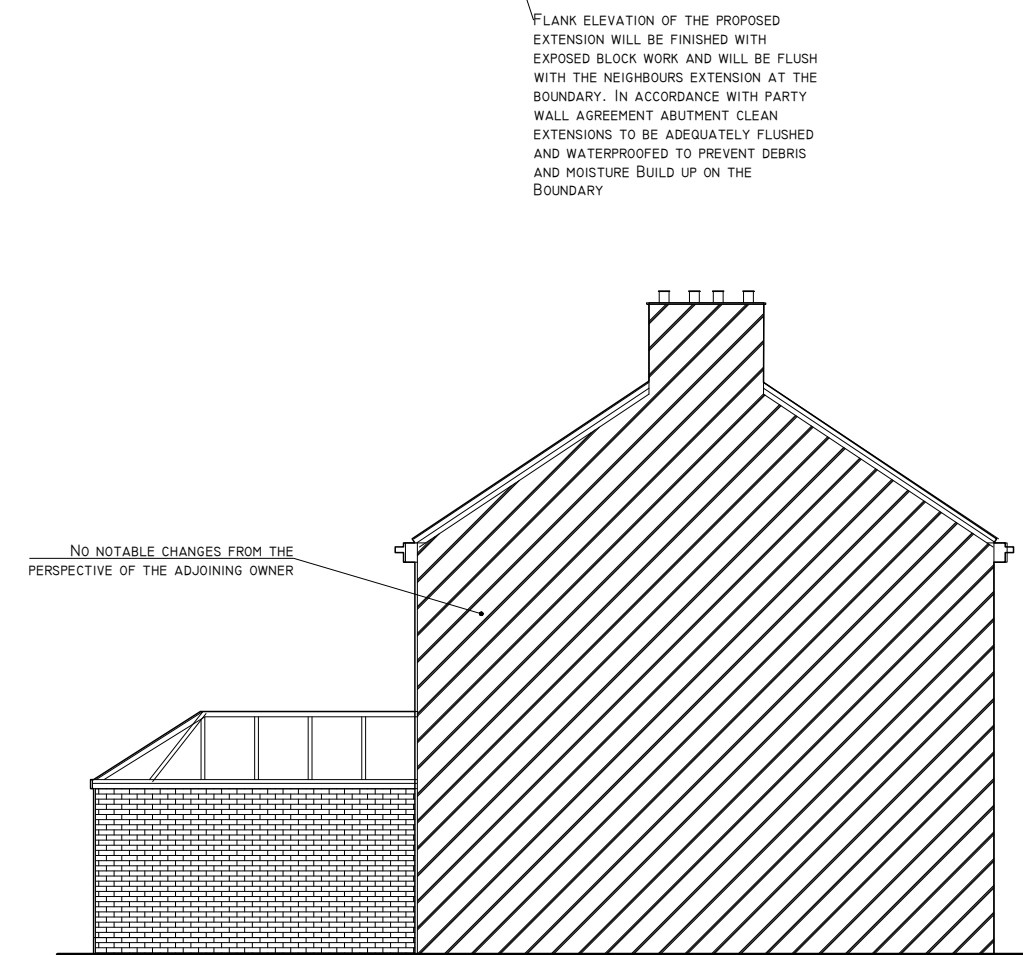 Flank elevation of the proposed
extension will be finished with
exposed block work and will be flush
with the neighbours extension at the
boundary. In accordance with party
wall agreement abutment clean
extensions to be adequately flushed
and waterproofed to prevent debris
and moisture Build up on the
Boundary
No notable changes from the
perspective of the adjoining owner